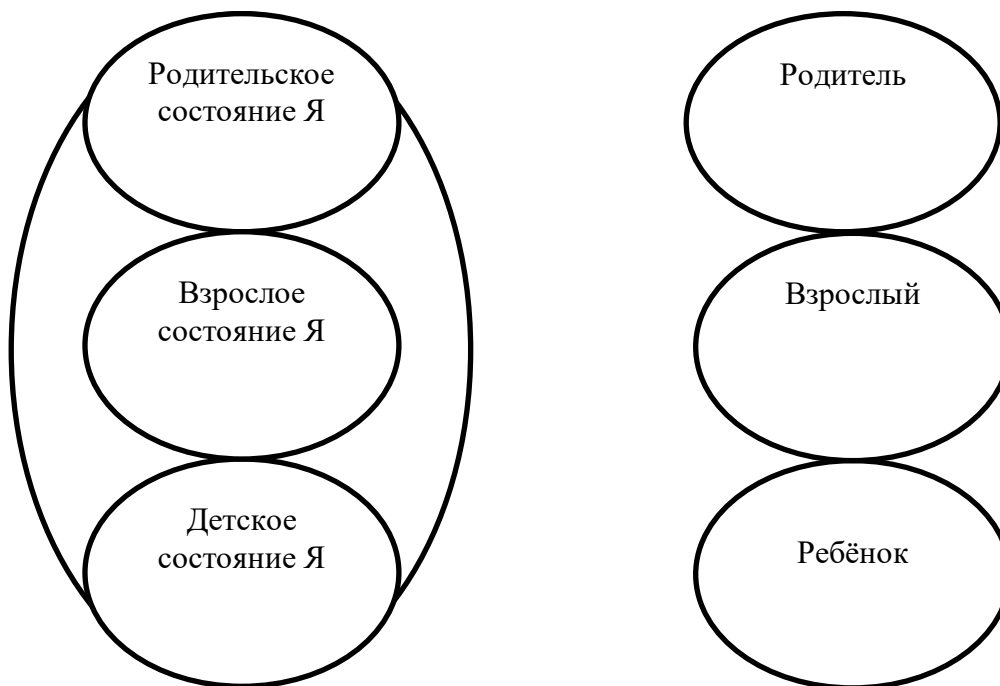 Родительское
состояние Я
Родитель
Взрослое
состояние Я
Взрослый
Детское
состояние Я
Ребёнок